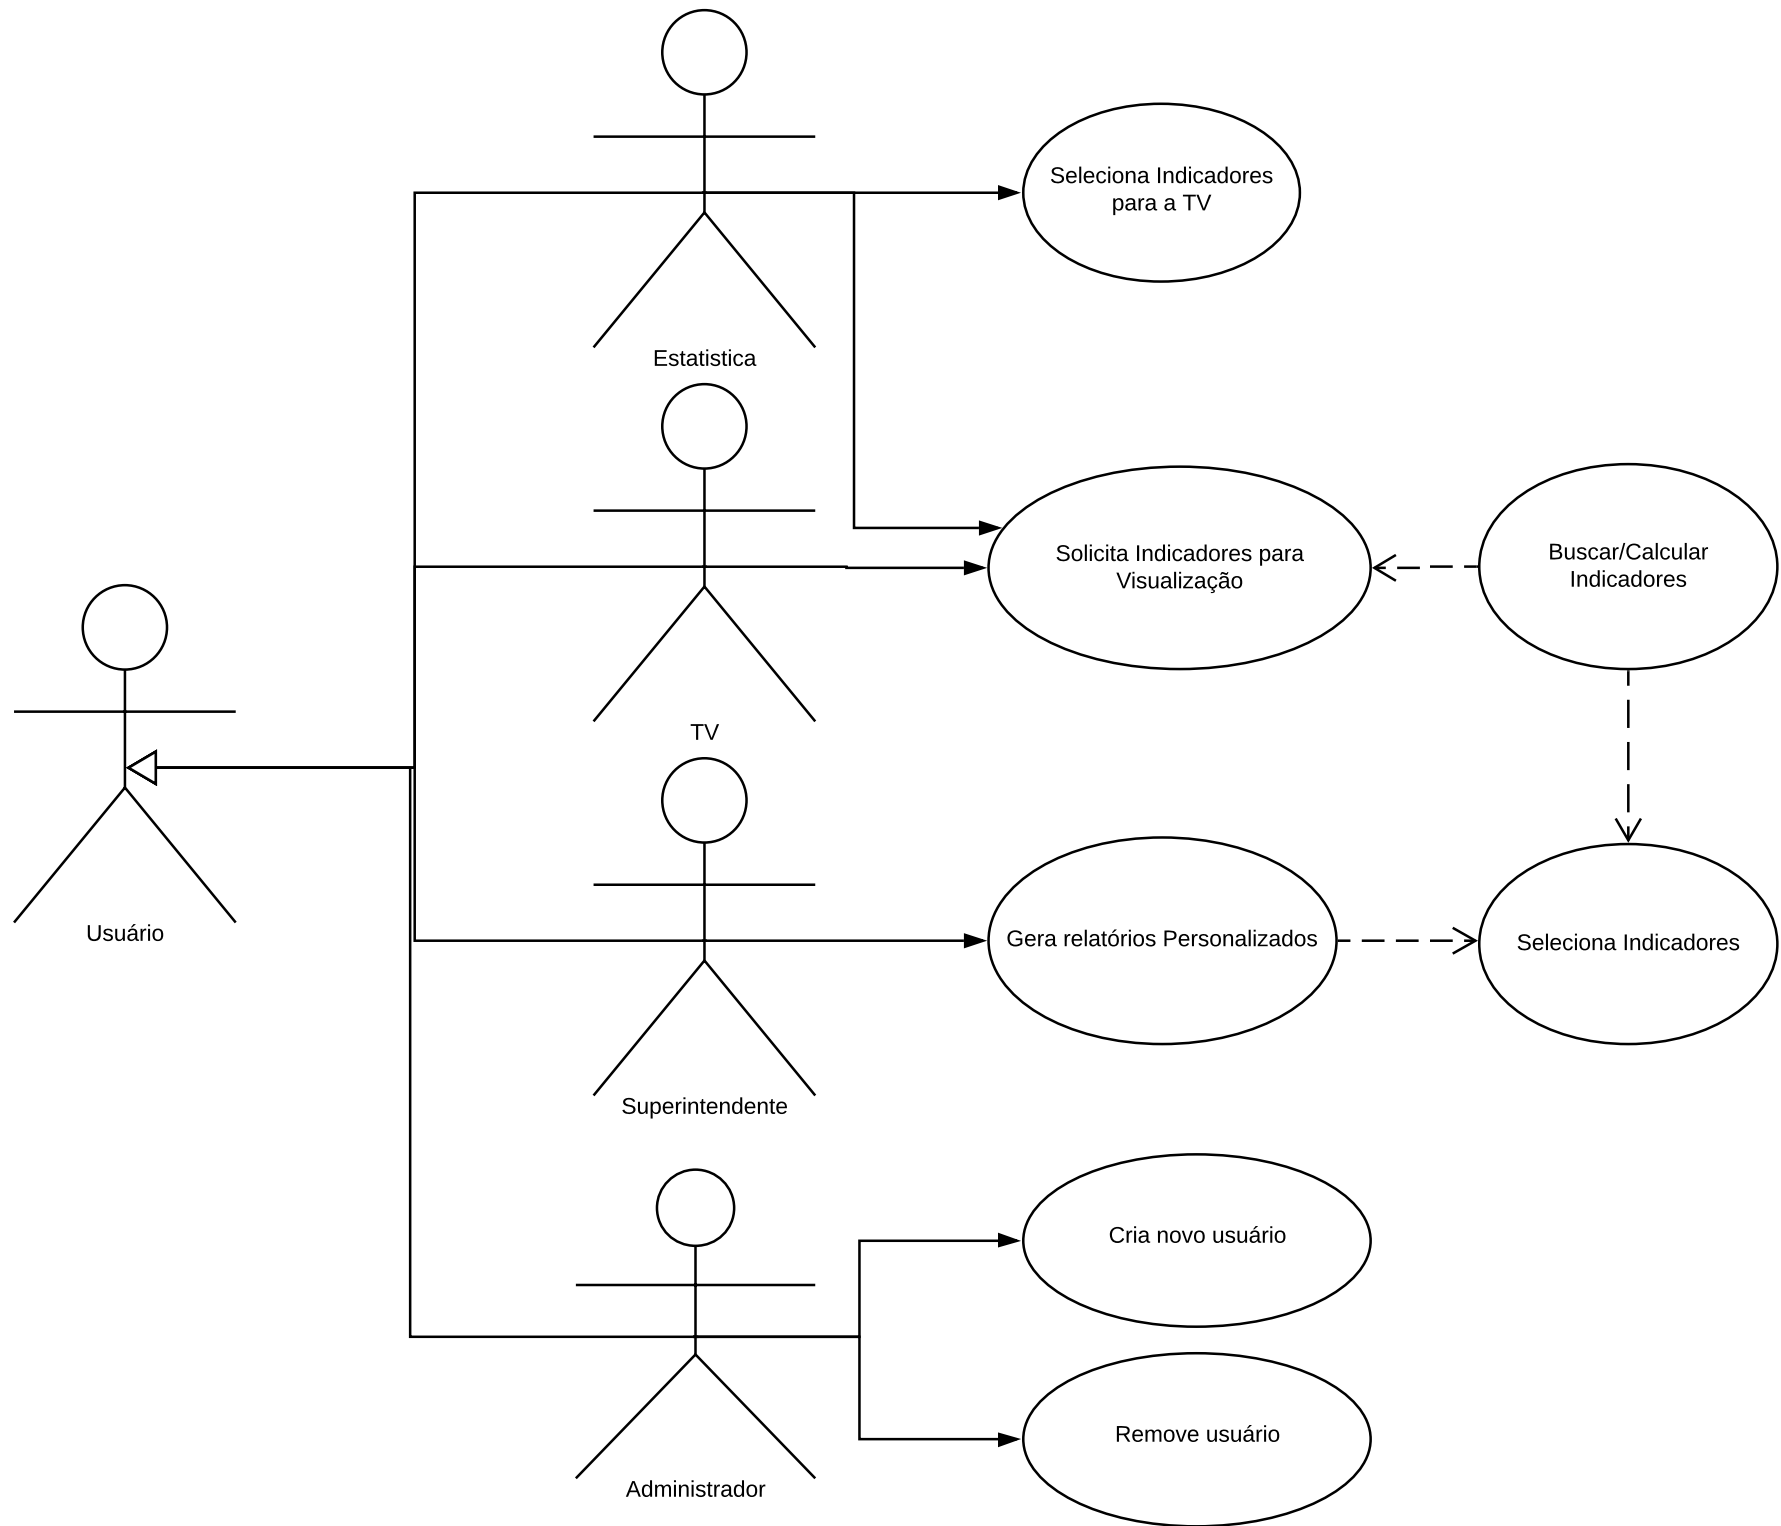 Seleciona Indicadores
para a TV
Estatistica
Solicita Indicadores para
Visualização
Buscar/Calcular
Indicadores
TV
Usuário
Gera relatórios Personalizados
Seleciona Indicadores
Superintendente
Cria novo usuário
Remove usuário
Administrador